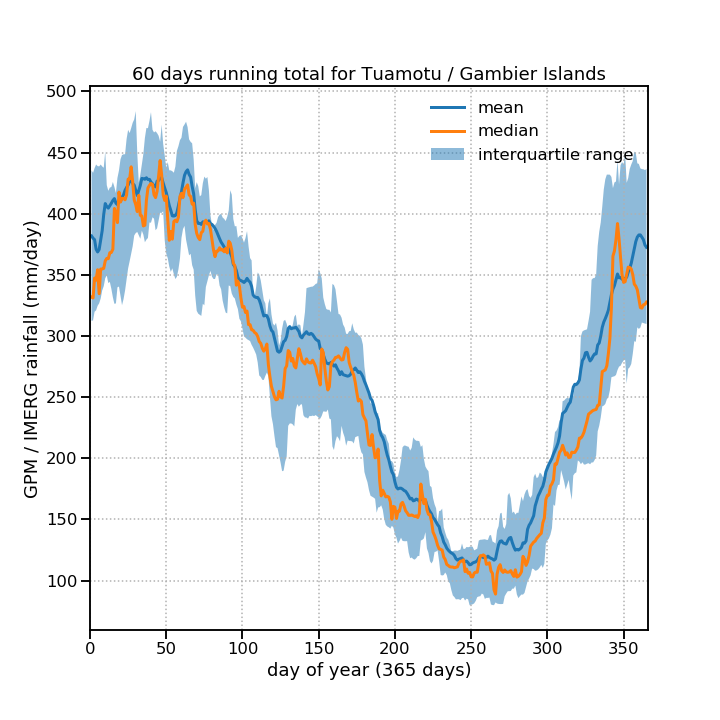 60 days running total for Tuamotu / Gambier Islands
mean
median
interquartile range
GPM / IMERG rainfall (mm/day)
500
450
400
350
300
250
200
150
100
0 50 100 150 200 250 300 350
day of year (365 days)